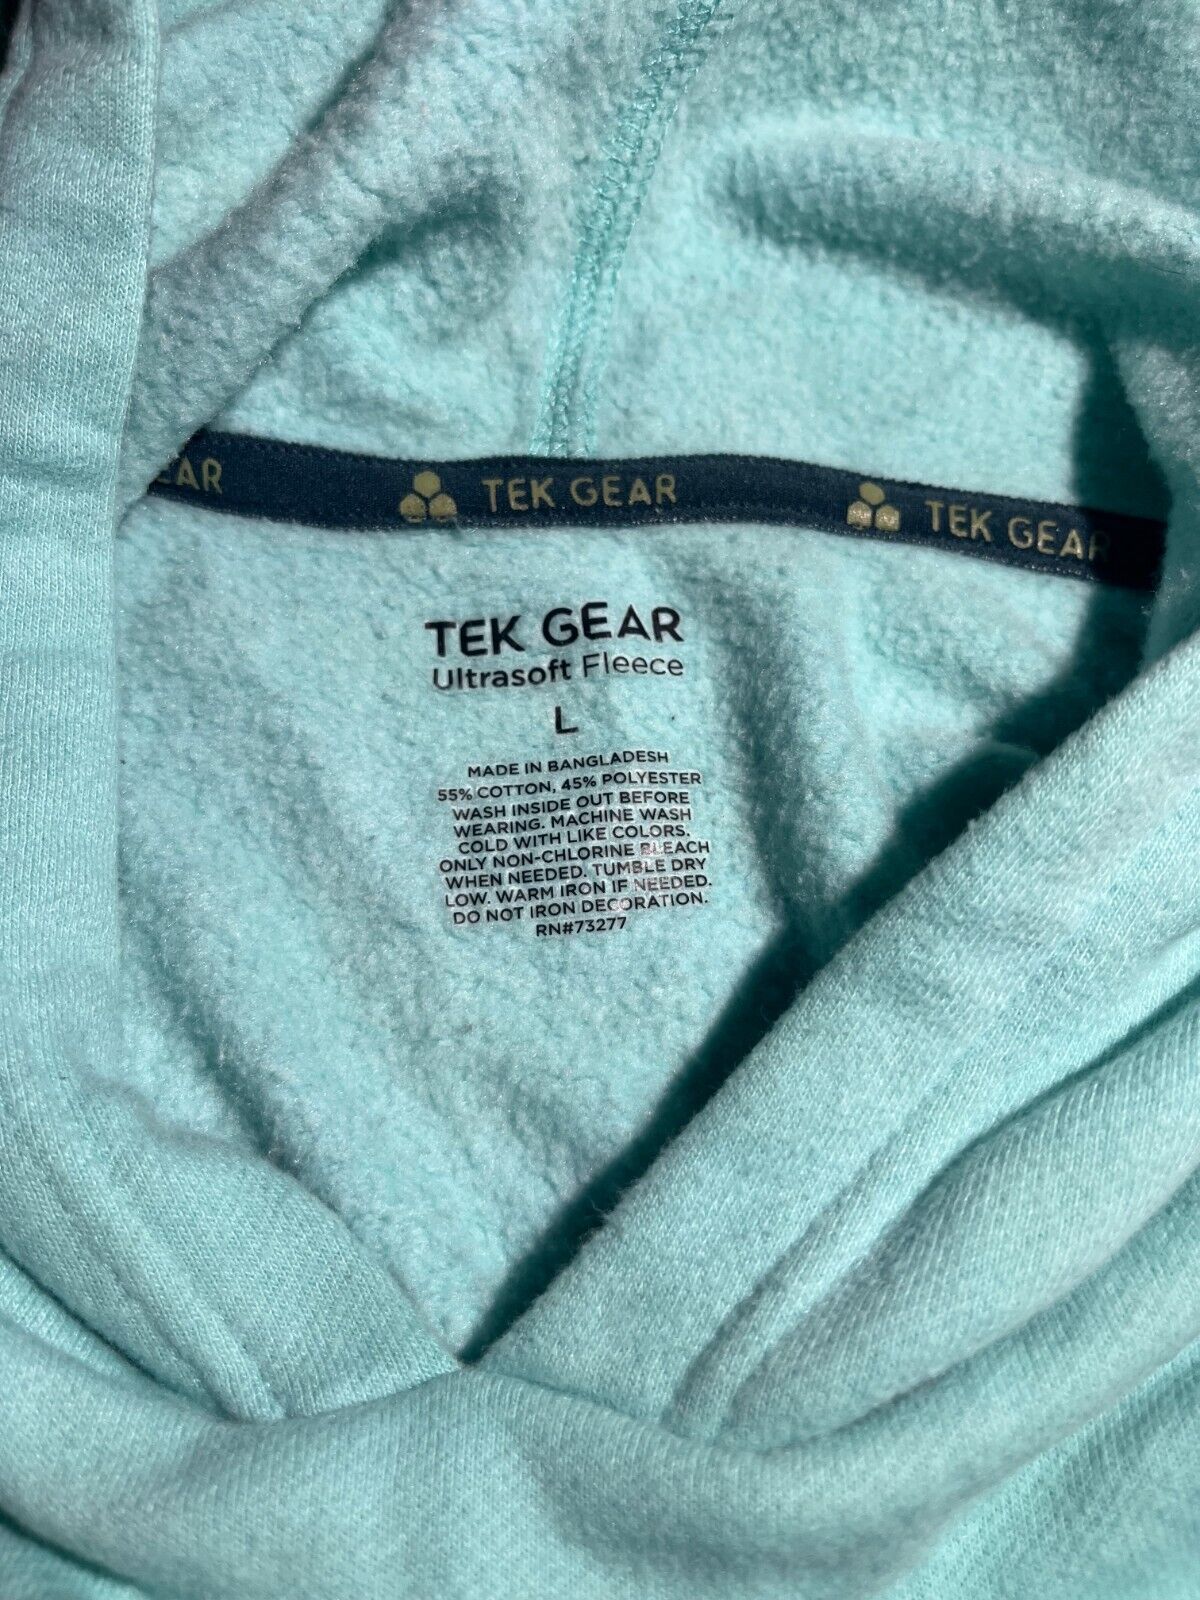 EAR TEK GEAR TEK GEAR
TEK GEAR
Ultrasoft Fleece
L
MADE IN BANGLADESH
55% COTTON, 45% POLYESTER
WASH INSIDE OUT BEFORE
WEARING. MACHINE WASH
COLD WITH LIKE COLORS.
ONLY NON-CHLORINE BLEACH
WHEN NEEDED. TUMBLE DRY
LOW. WARM IRON IF NEEDED.
DO NOT IRON DECORATION.
RN#73277